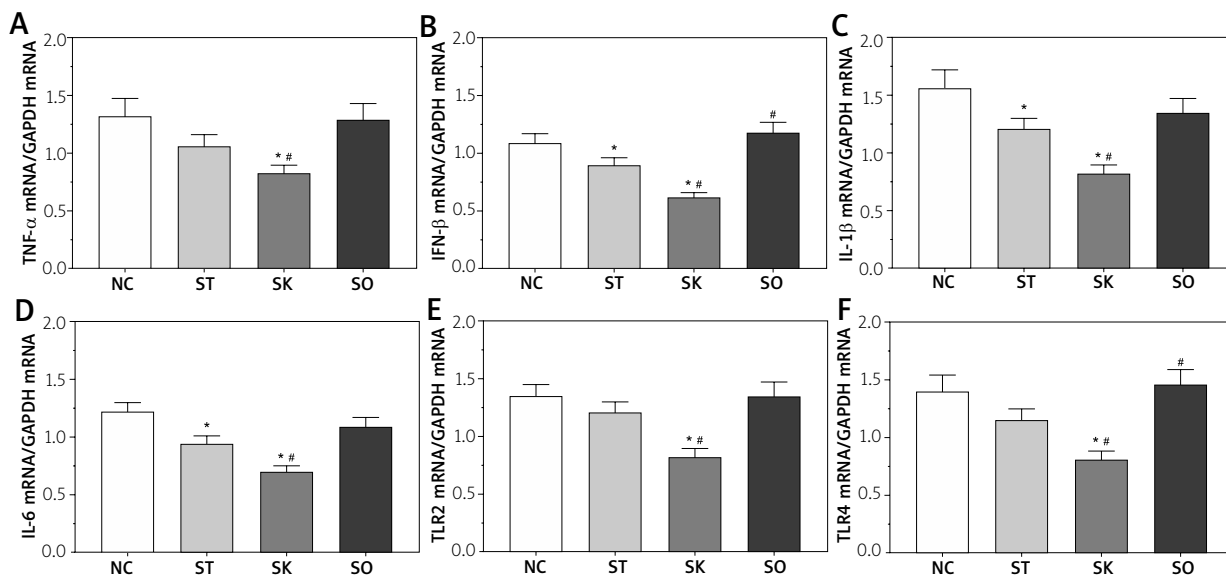 A
TNF-α mRNA/GAPDH mRNA
2.0
1.5
1.0
0.5
0.0
* #
NC ST SK SO
B
IFN-β mRNA/GAPDH mRNA
2.0
1.5
1.0
0.5
0.0
*
* #
#
NC ST SK SO
C
IL-1β mRNA/GAPDH mRNA
2.0
1.5
1.0
0.5
0.0
*
* #
NC ST SK SO
D
IL-6 mRNA/GAPDH mRNA
2.0
1.5
1.0
0.5
0.0
*
* #
NC ST SK SO
E
TLR2 mRNA/GAPDH mRNA
2.0
1.5
1.0
0.5
0.0
* #
NC ST SK SO
F
TLR4 mRNA/GAPDH mRNA
2.0
1.5
1.0
0.5
0.0
* #
#
NC ST SK SO